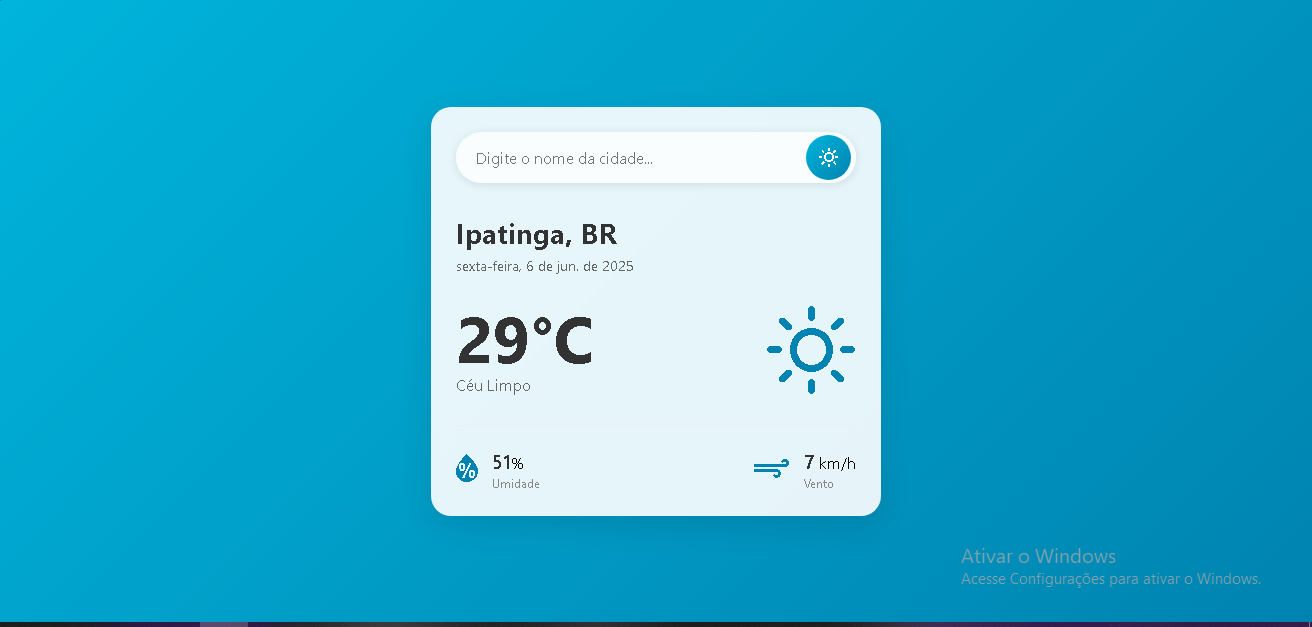 Digite o nome da cidade...
Ipatinga, BR
sexta-feira, 6 de jun. de 2025
29°C
Céu Limpo
%
51%
Umidade
7 km/h
Vento
Ativar o Windows
Acesse Configurações para ativar o Windows.